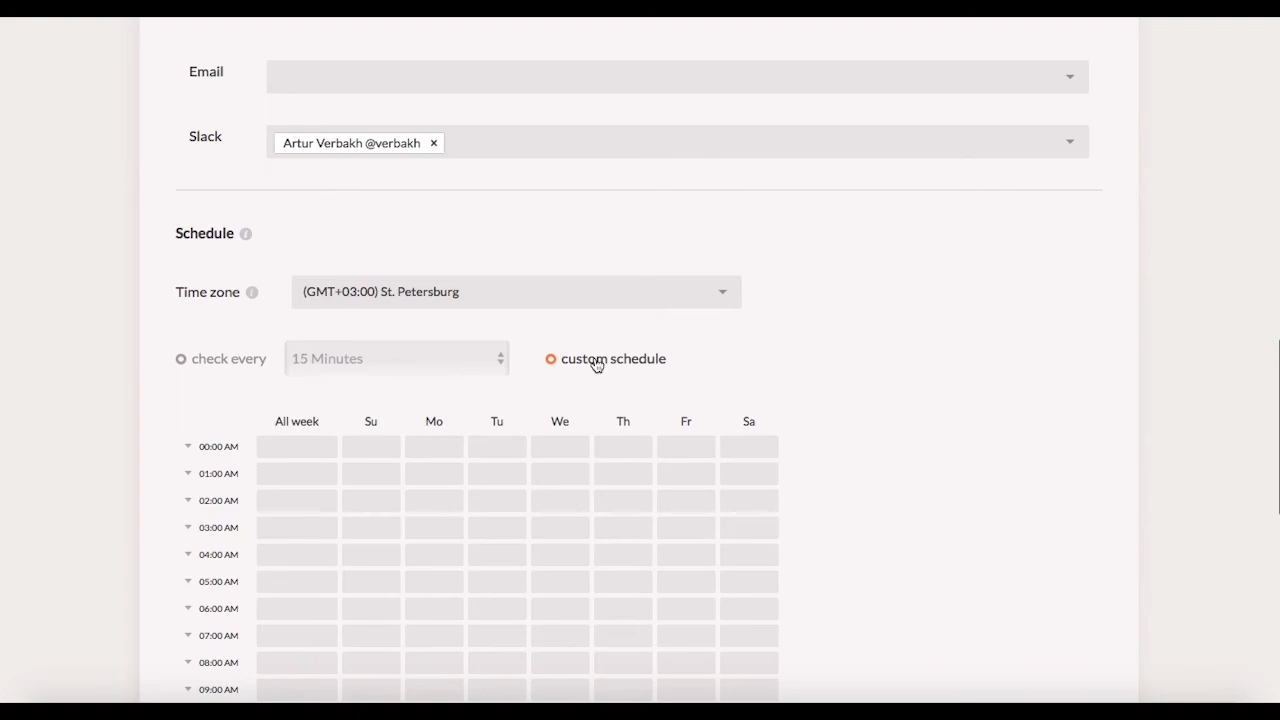 Email
Slack
Artur Verbakh @verbakh ×
Schedule i
Time zone i
(GMT+03:00) St. Petersburg
check every 15 Minutes custom schedule
All week Su Mo Tu We Th Fr Sa
00:00 AM
01:00 AM
02:00 AM
03:00 AM
04:00 AM
05:00 AM
06:00 AM
07:00 AM
08:00 AM
09:00 AM